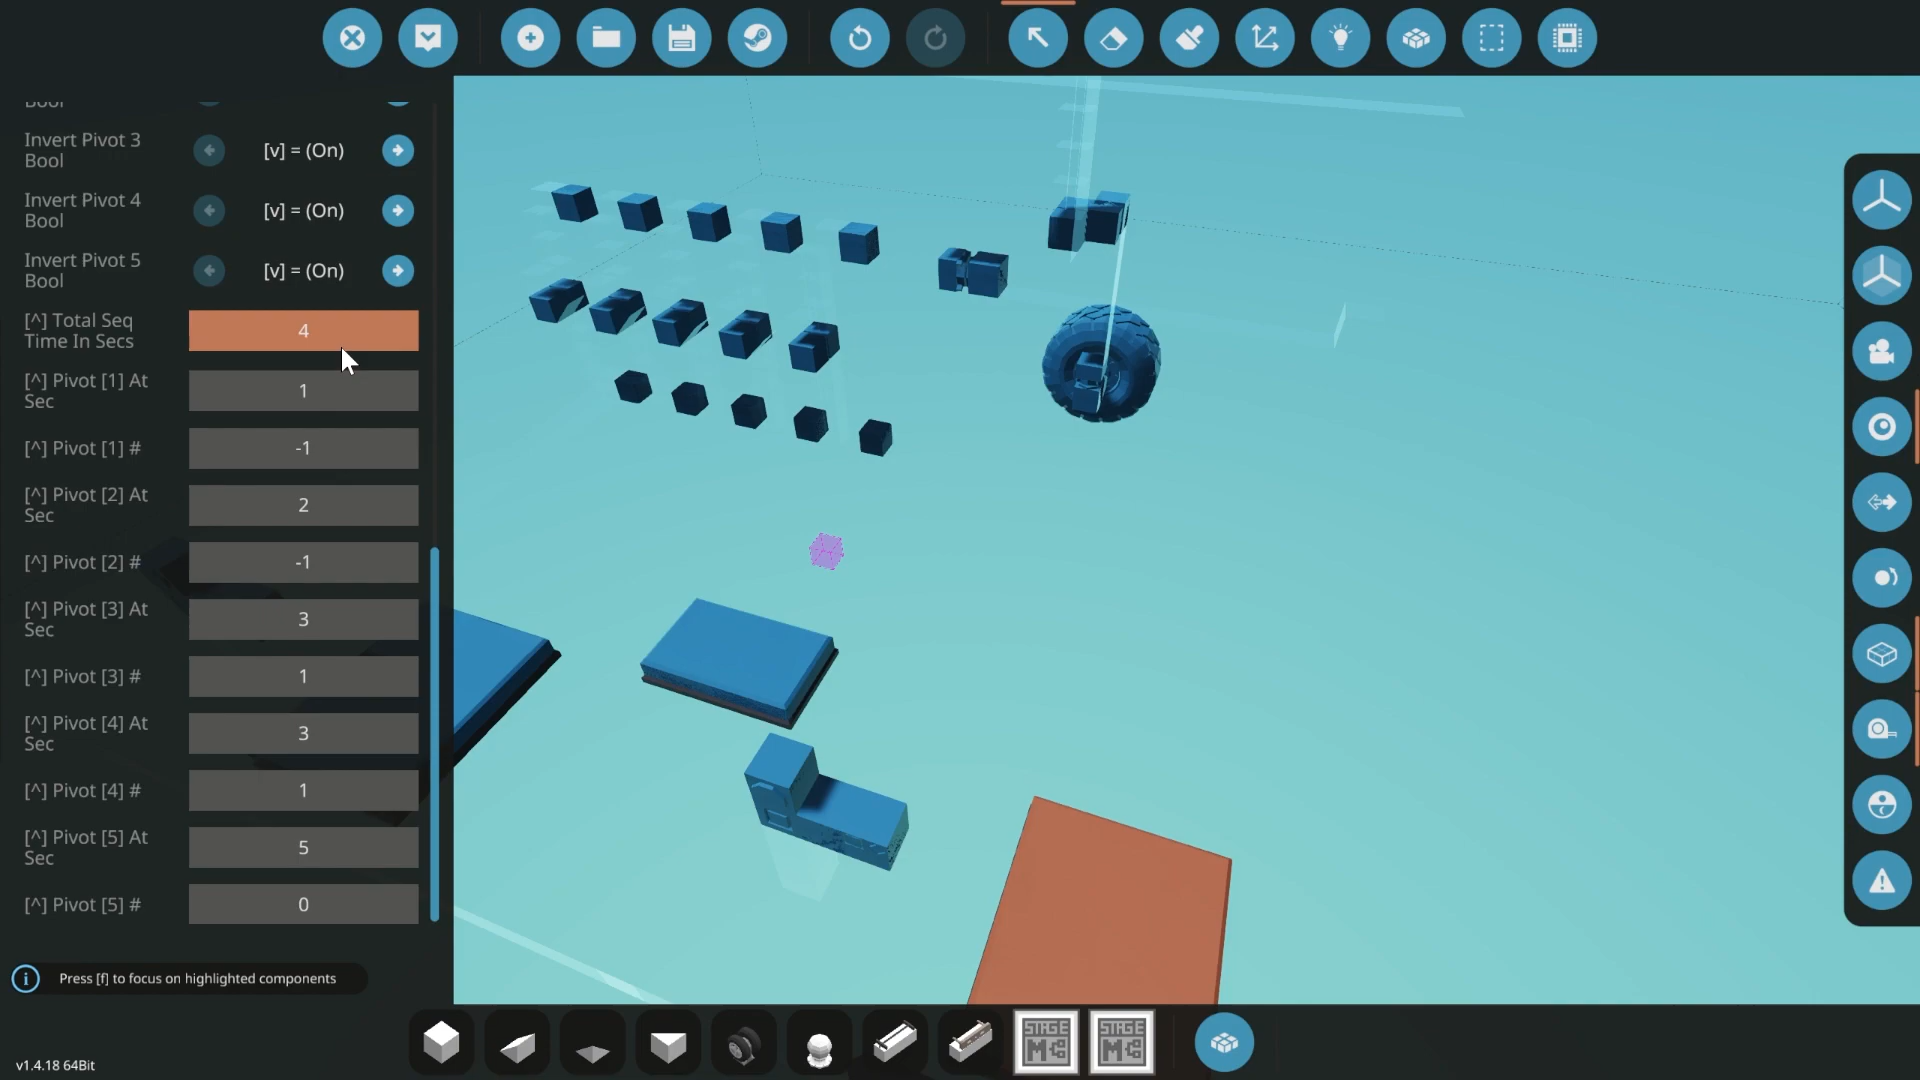 Bool
Invert Pivot 3
Bool
[v] = (On)
Invert Pivot 4
Bool
[v] = (On)
Invert Pivot 5
Bool
[v] = (On)
[^] Total Seq
Time In Secs
4
[^] Pivot [1] At
Sec
1
[^] Pivot [1] #
-1
[^] Pivot [2] At
Sec
2
[^] Pivot [2] #
-1
[^] Pivot [3] At
Sec
3
[^] Pivot [3] #
1
[^] Pivot [4] At
Sec
3
[^] Pivot [4] #
1
[^] Pivot [5] At
Sec
5
[^] Pivot [5] #
0
Press [f] to focus on highlighted components
STAGE
M
STAGE
M
v1.4.18 64Bit